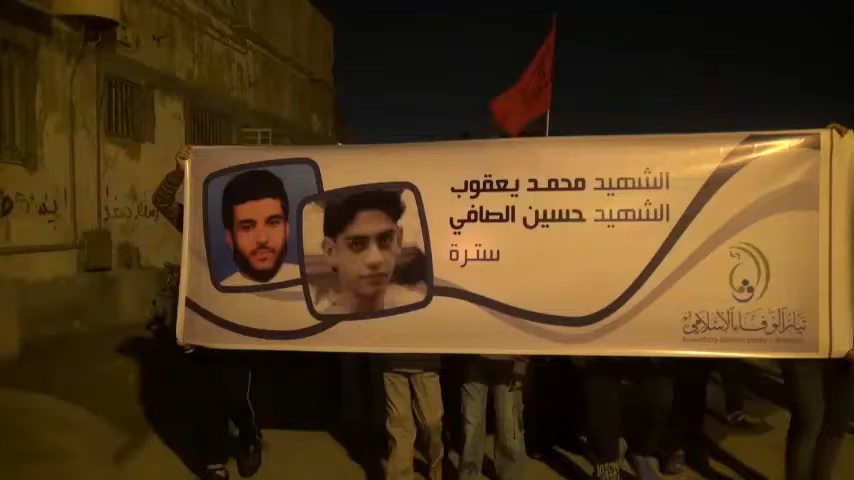 الشهيد محمد يعقوب
الشهيد حسين الصافي
سترة
تيار الوفاء الإسلامي